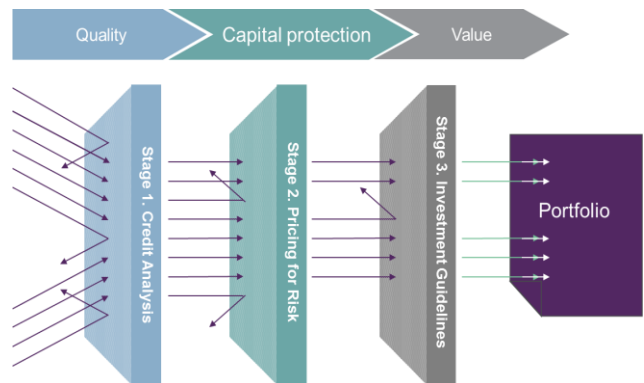 Quality
Capital protection
Value
Stage 1. Credit Analysis
Stage 2. Pricing for Risk
Stage 3. Investment Guidelines
Portfolio